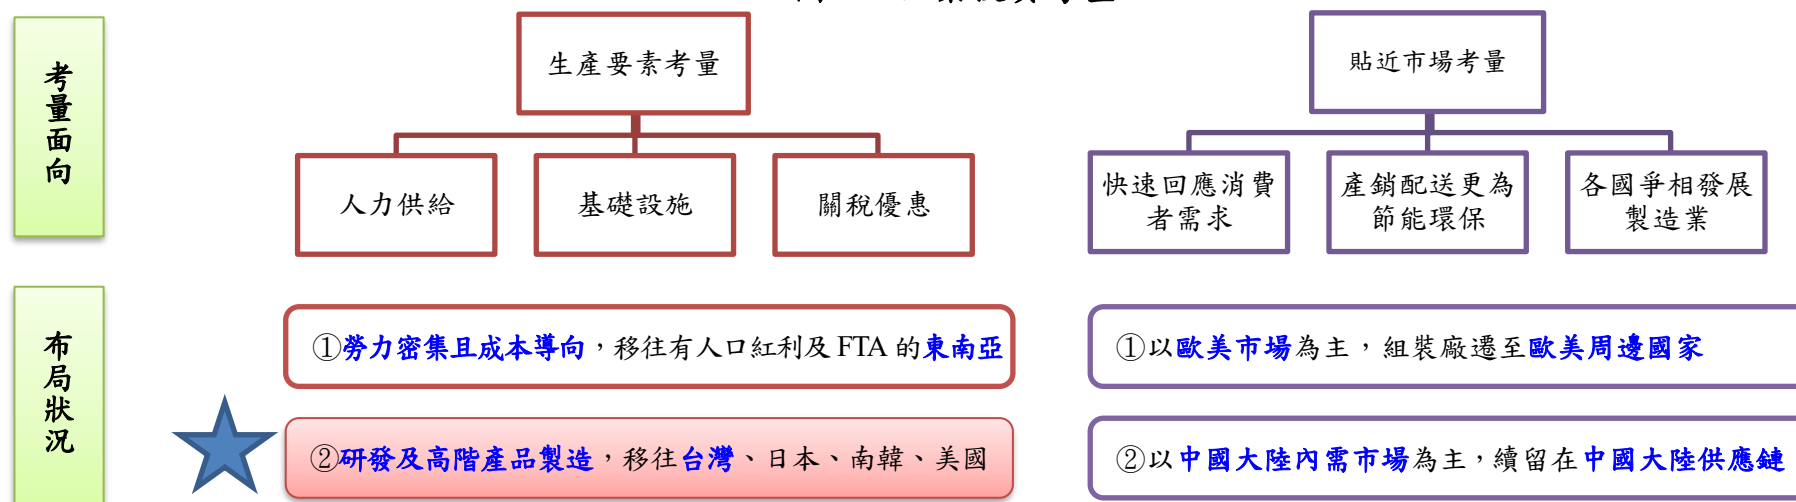 考量面向
生產要素考量
貼近市場考量
人力供給
基礎設施
關稅優惠
快速回應消費
者需求
產銷配送更為
節能環保
各國爭相發展
製造業
布局狀況
①勞力密集且成本導向，移往有人口紅利及 FTA 的東南亞
①以歐美市場為主，組裝廠遷至歐美周邊國家
②研發及高階產品製造，移往台灣、日本、南韓、美國
②以中國大陸內需市場為主，續留在中國大陸供應鏈